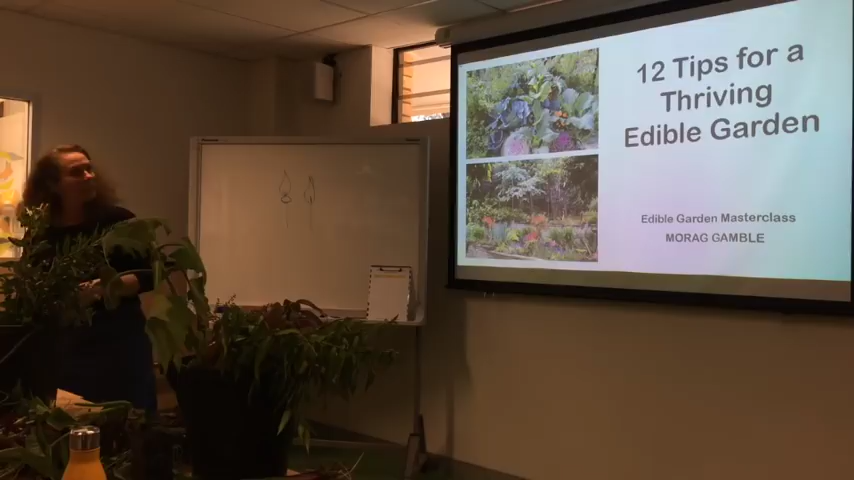 12 Tips for a
Thriving
Edible Garden
Edible Garden Masterclass
MORAG GAMBLE